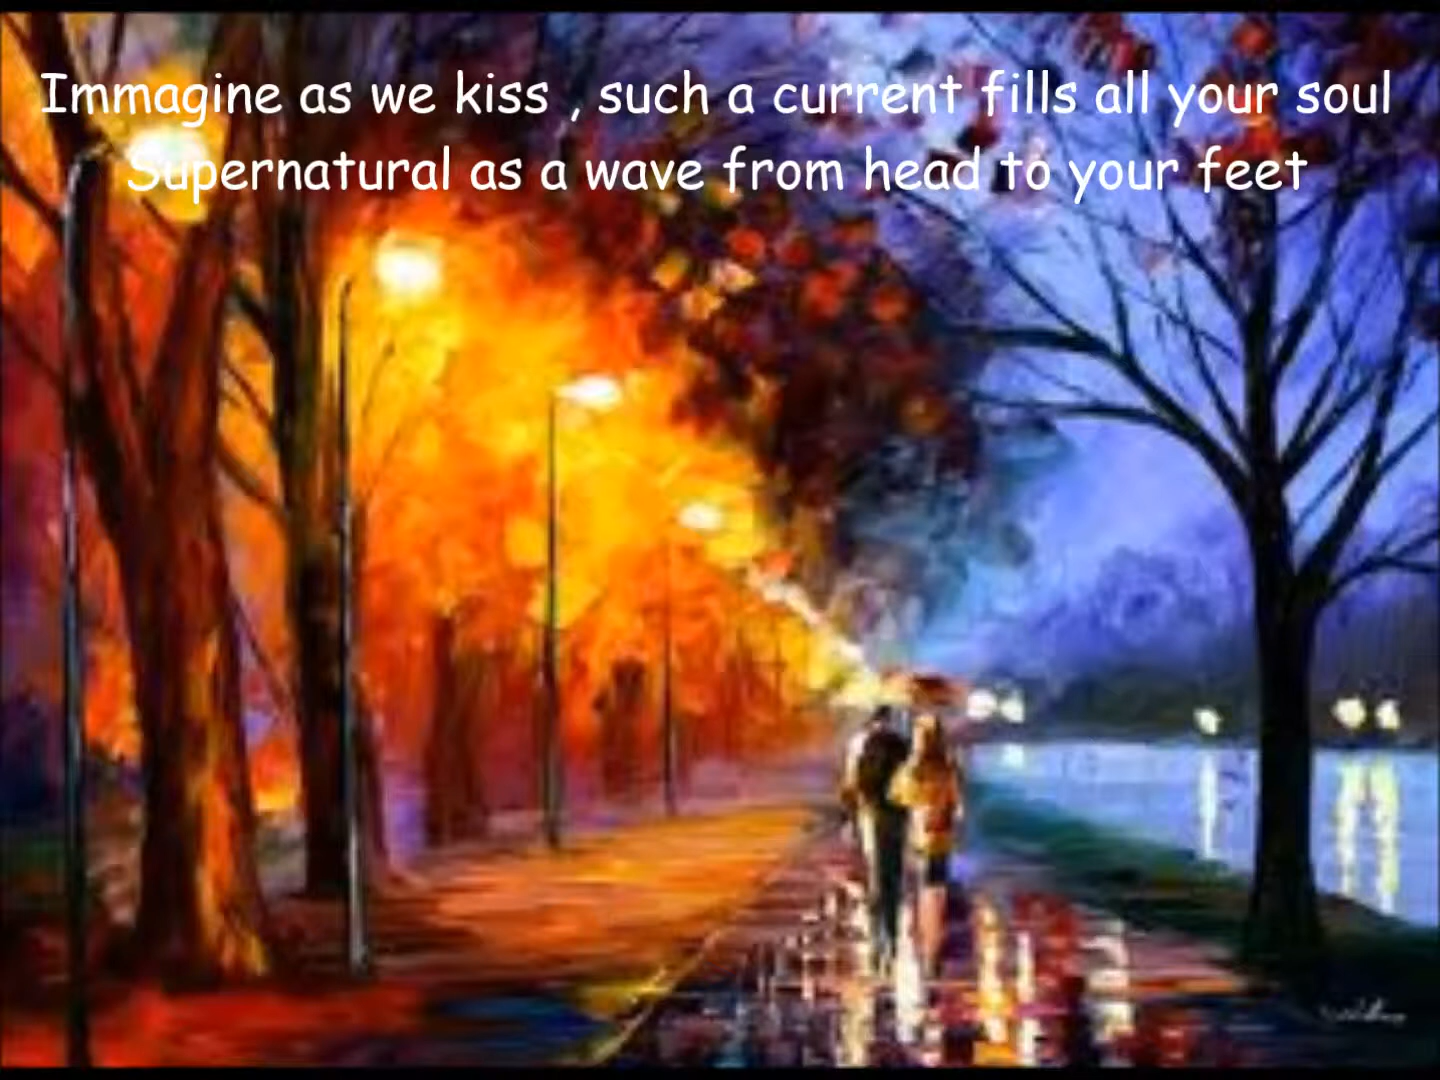 Immagine as we kiss , such a current fills all your soul
Supernatural as a wave from head to your feet